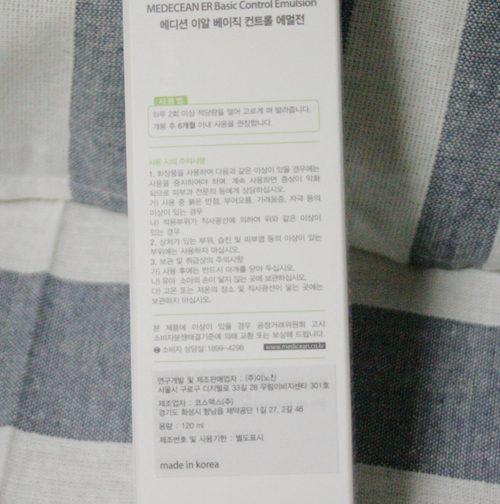 MEDECEAN ER Basic Control Emulsion
메디션 이알 베이직 컨트롤 에멀전
사용법
하루 2회 이상 적당량을 덜어 고르게 펴 발라줍니다.
개봉 후 6개월 이내 사용을 권장합니다.
사용 시의 주의사항
1. 화장품을 사용하여 다음과 같은 이상이 있을 경우에는
사용을 중지하여야 하며, 계속 사용하면 증상이 악화
되므로 피부과 전문의 등에게 상담하십시오.
가) 사용 중 붉은 반점, 부어오름, 가려움증, 자극 등의
이상이 있는 경우
나) 적용부위가 직사광선에 의하여 위와 같은 이상이
있는 경우
2. 상처가 있는 부위, 습진 및 피부염 등의 이상이 있는
부위에는 사용하지 마십시오.
3. 보관 및 취급상의 주의사항
가) 사용 후에는 반드시 마개를 닫아 두십시오.
나) 유아·소아의 손이 닿지 않는 곳에 보관하십시오.
다) 고온 또는 저온의 장소 및 직사광선이 닿는 곳에는
보관하지 마십시오.
본 제품에 이상이 있을 경우 공정거래위원회 고시
소비자분쟁해결기준에 의해 교환 또는 보상해 드립니다.
소비자 상담실: 1899-4298 www.medicean.co.kr
연구개발 및 제조판매업자 : (주)이노진
서울시 구로구 디지털로 33길 28 우림이비지센타 301호
제조업자 : 코스맥스(주)
경기도 화성시 향남읍 제약공단 1길 27, 2길 46
용량 : 120 ml
제조번호 및 사용기한 : 별도표시
made in korea